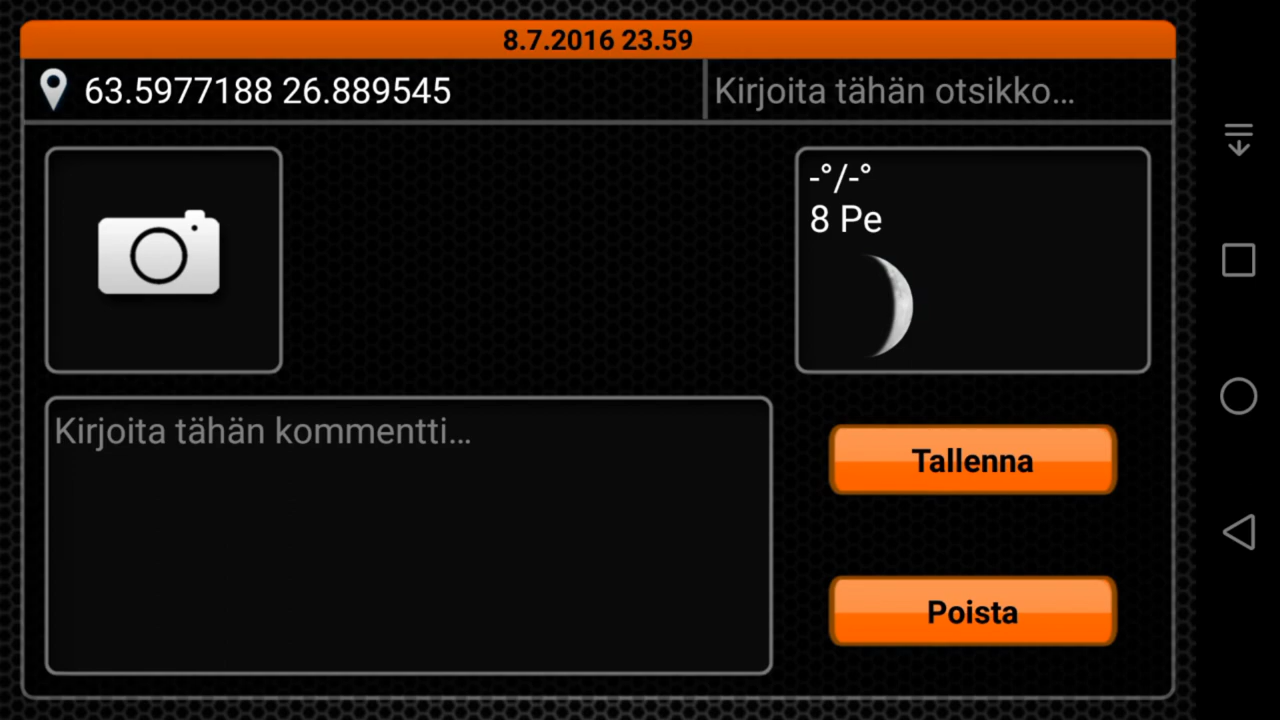 8.7.2016 23.59
63.5977188 26.889545
Kirjoita tähän otsikko…
-°/-°
8 Pe
Kirjoita tähän kommentti…
Tallenna
Poista